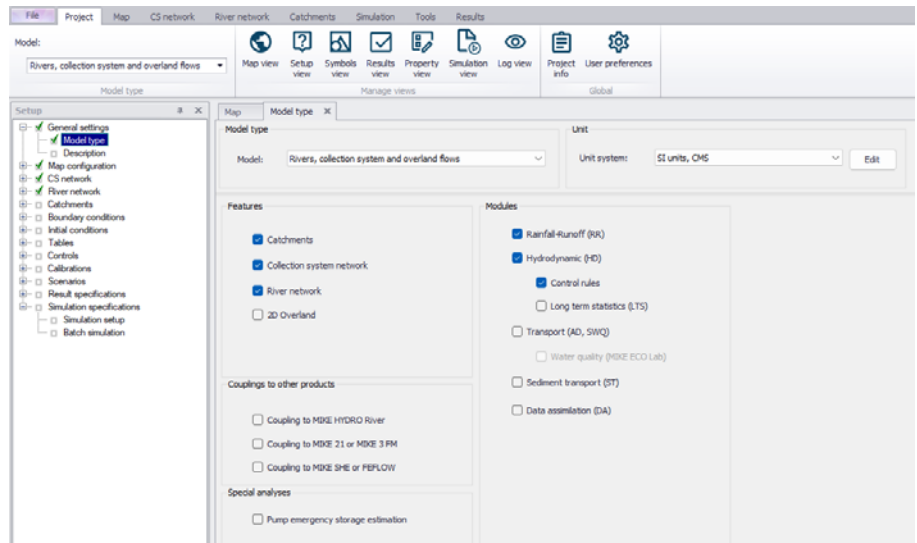 File Project Map CS network River network Catchments Simulation Tools Results
Model:
Rivers, collection system and overland flows
Model type
Map view
Setup view
Symbols view
Results view
Property view
Simulation view
Log view
Manage views
Project info
User preferences
Global
Setup
General settings
Model type
Description
Map configuration
CS network
River network
Catchments
Boundary conditions
Initial conditions
Tables
Controls
Calibrations
Scenarios
Result specifications
Simulation specifications
Simulation setup
Batch simulation
Map Model type
Model type
Model: Rivers, collection system and overland flows
Unit
Unit system: SI units, CMS Edit
Features
Catchments
Collection system network
River network
2D Overland
Couplings to other products
Coupling to MIKE HYDRO River
Coupling to MIKE 21 or MIKE 3 FM
Coupling to MIKE SHE or FEFLOW
Special analyses
Pump emergency storage estimation
Modules
Rainfall-Runoff (RR)
Hydrodynamic (HD)
Control rules
Long term statistics (LTS)
Transport (AD, SWQ)
Water quality (MIKE ECO Lab)
Sediment transport (ST)
Data assimilation (DA)